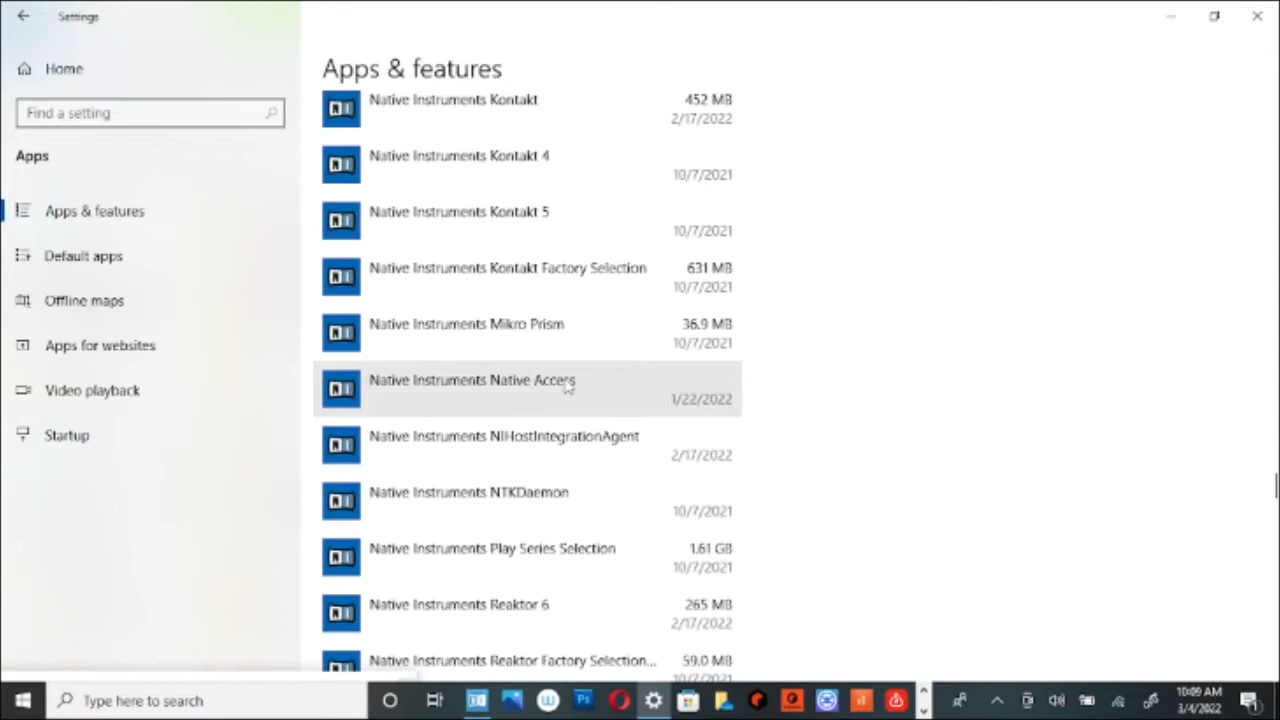 Settings
Home
Find a setting
Apps
Apps & features
Default apps
Offline maps
Apps for websites
Video playback
Startup
Apps & features
Native Instruments Kontakt 452 MB
2/17/2022
Native Instruments Kontakt 4
10/7/2021
Native Instruments Kontakt 5
10/7/2021
Native Instruments Kontakt Factory Selection 631 MB
10/7/2021
Native Instruments Mikro Prism 36.9 MB
10/7/2021
Native Instruments Native Access
1/22/2022
Native Instruments NIHostIntegrationAgent
2/17/2022
Native Instruments NTKDaemon
10/7/2021
Native Instruments Play Series Selection 1.61 GB
10/7/2021
Native Instruments Reaktor 6 265 MB
2/17/2022
Native Instruments Reaktor Factory Selection... 59.0 MB
10/7/2021
Type here to search
Ps
10:09 AM
3/4/2022